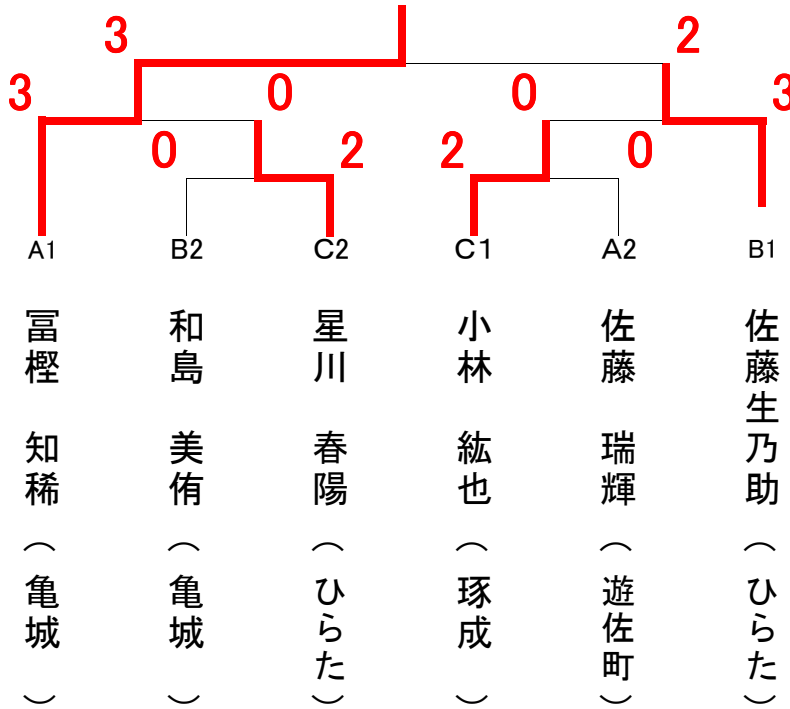 3 2
3 0 0 3
0 2 2 0
A1 B2 C2 C1 A2 B1
冨樫 知稀（亀城）
和島 美侑（亀城）
星川 春陽（ひらた）
小林 紘也（琢成）
佐藤 瑞輝（遊佐町）
佐藤生乃助（ひらた）